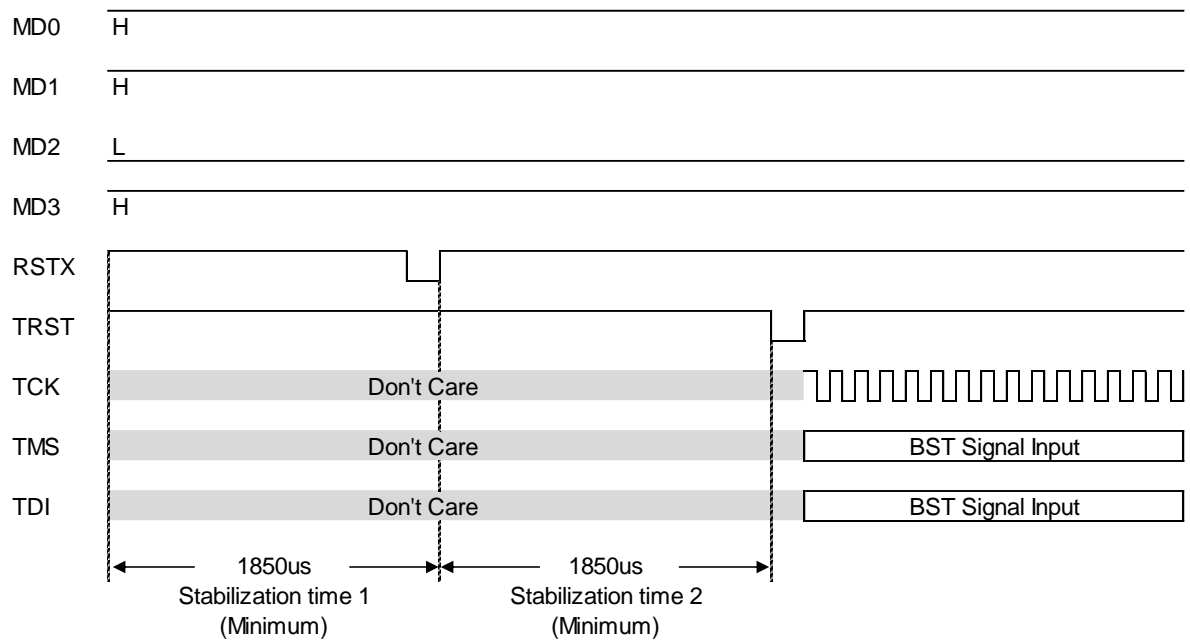 MD0 H
MD1 H
MD2 L
MD3 H
RSTX
TRST
TCK Don't Care
TMS Don't Care BST Signal Input
TDI Don't Care BST Signal Input
1850us 1850us
Stabilization time 1 Stabilization time 2
(Minimum) (Minimum)